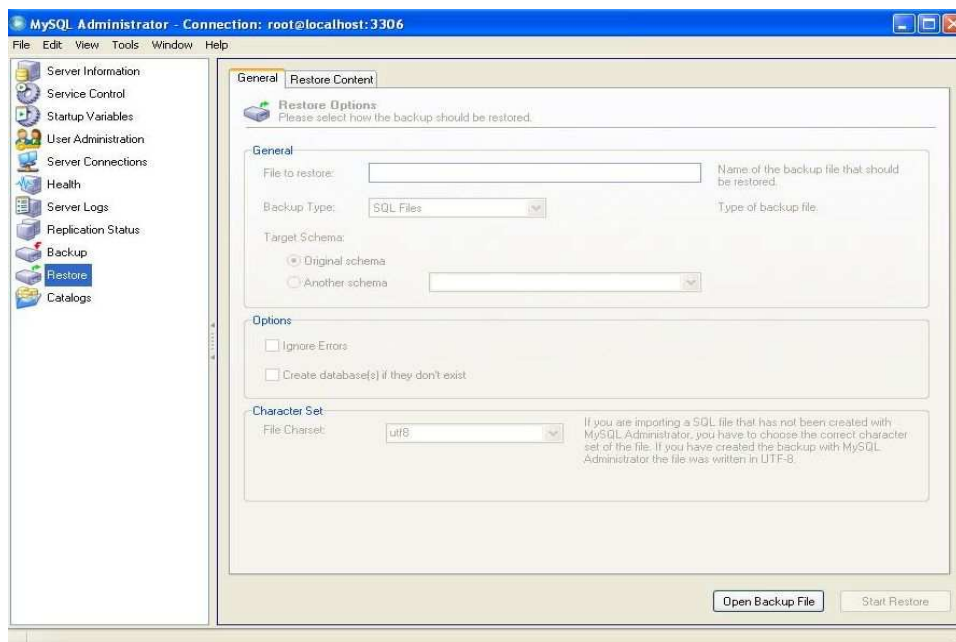 MySQL Administrator - Connection: root@localhost:3306
File Edit View Tools Window Help
Server Information
Service Control
Startup Variables
User Administration
Server Connections
Health
Server Logs
Replication Status
Backup
Restore
Catalogs
General Restore Content
Restore Options
Please select how the backup should be restored.
General
File to restore:
Name of the backup file that should
be restored.
Backup Type: SQL Files Type of backup file.
Target Schema:
Original schema
Another schema
Options
Ignore Errors
Create database(s) if they don't exist
Character Set
File Charset: utf8
If you are importing a SQL file that has not been created with
MySQL Administrator, you have to choose the correct character
set of the file. If you have created the backup with MySQL
Administrator the file was written in UTF-8.
Open Backup File Start Restore